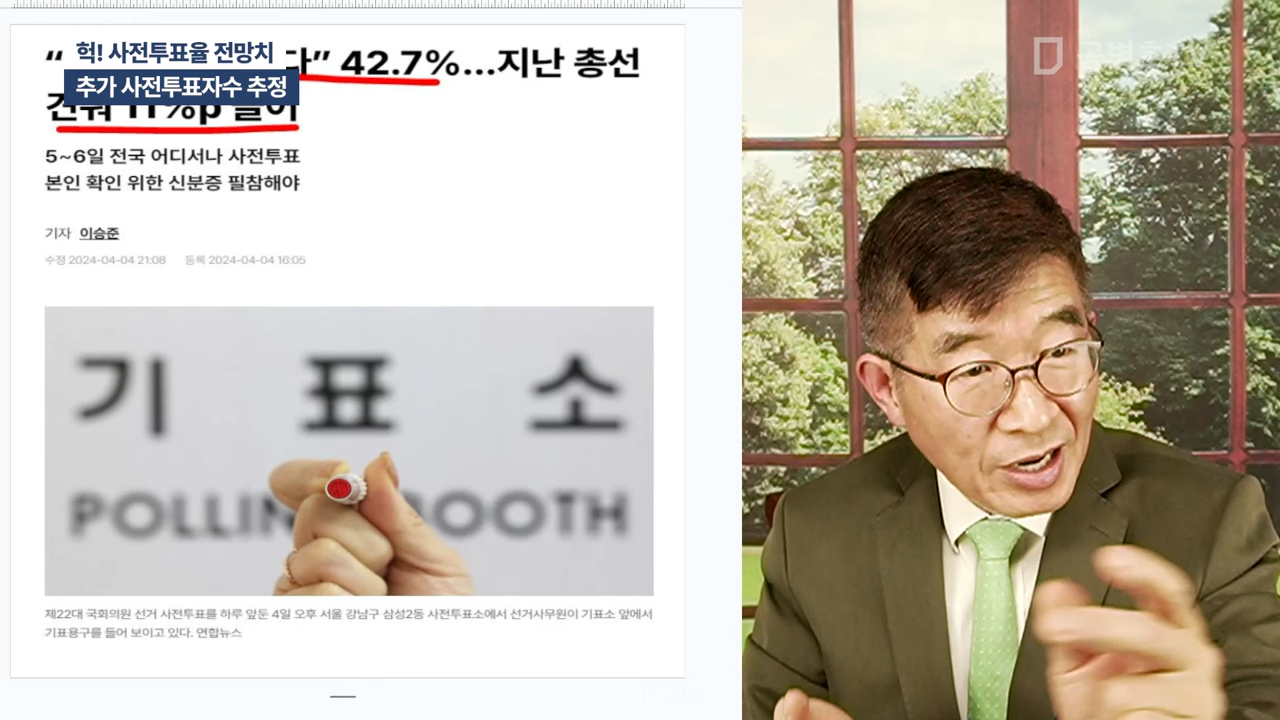 헉! 사전투표율 전망치
추가 사전투표자수 추정
“ 다” 42.7%...지난 총선
11%p
5~6일 전국 어디서나 사전투표
본인 확인 위한 신분증 필참해야
기자 이승준
수정 2024-04-04 21:08 등록 2024-04-04 16:05
기 표 소
POLLING BOOTH
제22대 국회의원 선거 사전투표를 하루 앞둔 4일 오후 서울 강남구 삼성2동 사전투표소에서 선거사무원이 기표소 앞에서
기표용구를 들어 보이고 있다. 연합뉴스